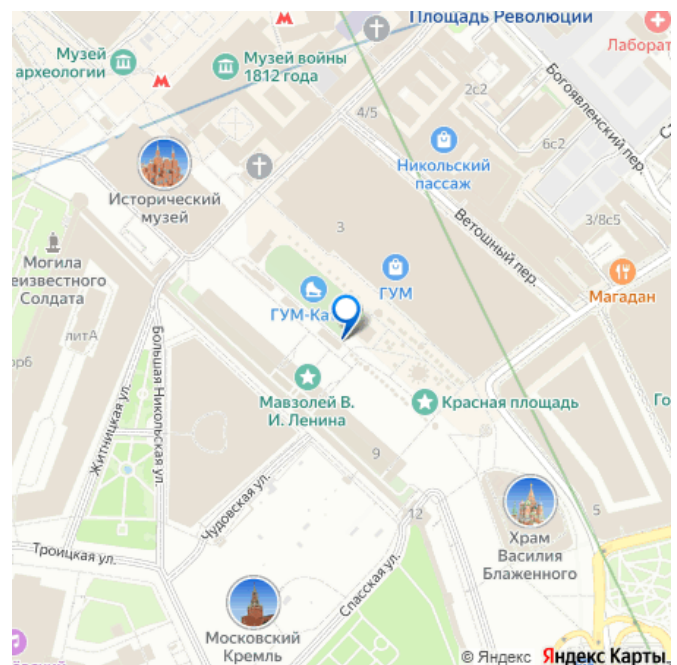 Площадь Революции
Лаборат
Музей
археологии
Музей войны
1812 года
Богоявленский пер.
2с2
4/5
6с2
Никольский
пассаж
Исторический
музей
3
Ветошный пер.
3/8с5
Могила
еизвестного
Солдата
ГУМ
Магадан
ГУМ-Ка
литА
орб
Большая Никольская ул.
Житницкая ул.
Мавзолей В.
И. Ленина
Красная площадь
Го
9
Чудовская ул.
12
5
Храм
Василия
Блаженного
Троицкая ул.
Спасская ул.
Московский
Кремль
© Яндекс Яндекс Карты